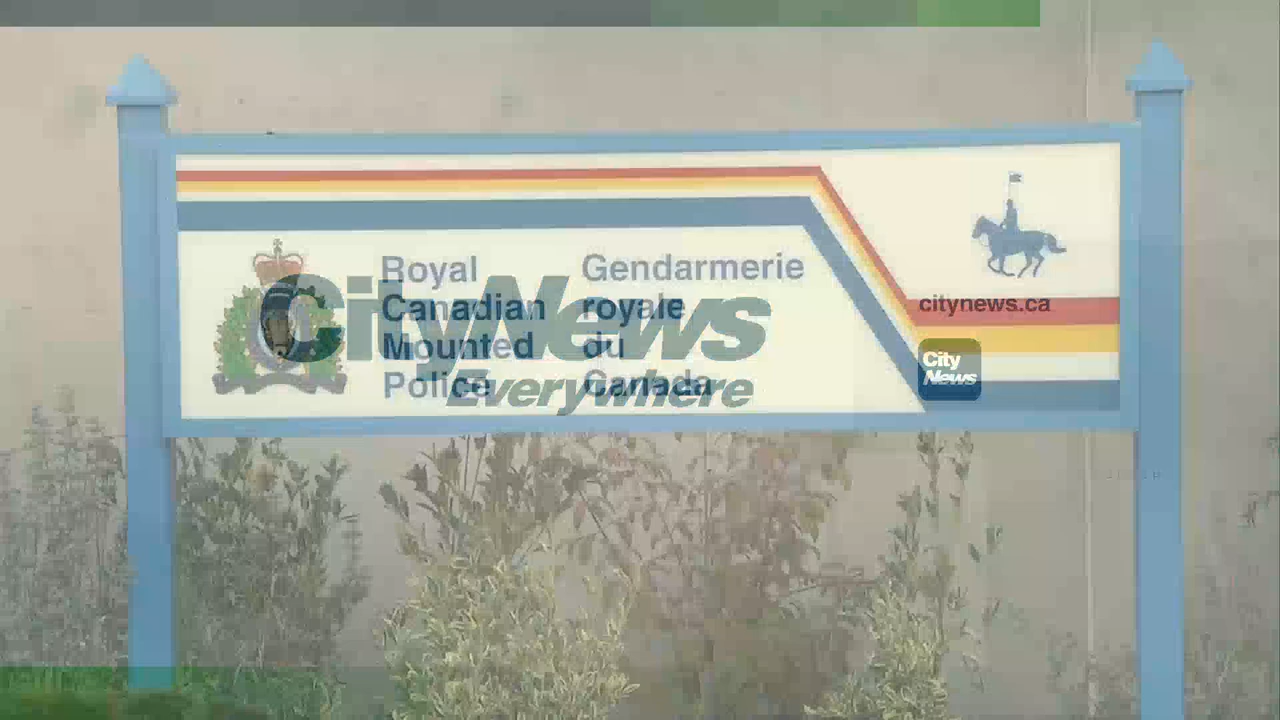 Royal
Canadian
Mounted
Police
Gendarmerie
royale
du
Canada
CityNews
Everywhere
citynews.ca
City
News